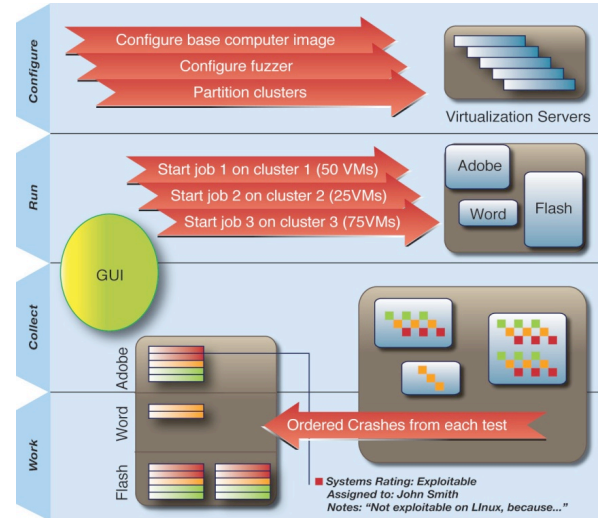 Configure
Configure base computer image
Configure fuzzer
Partition clusters
Virtualization Servers
Run
Start job 1 on cluster 1 (50 VMs)
Start job 2 on cluster 2 (25VMs)
Start job 3 on cluster 3 (75VMs)
Adobe
Word
Flash
GUI
Collect
Adobe
Work
Word
Flash
Ordered Crashes from each test
Systems Rating: Exploitable
Assigned to: John Smith
Notes: “Not exploitable on LInux, because...”